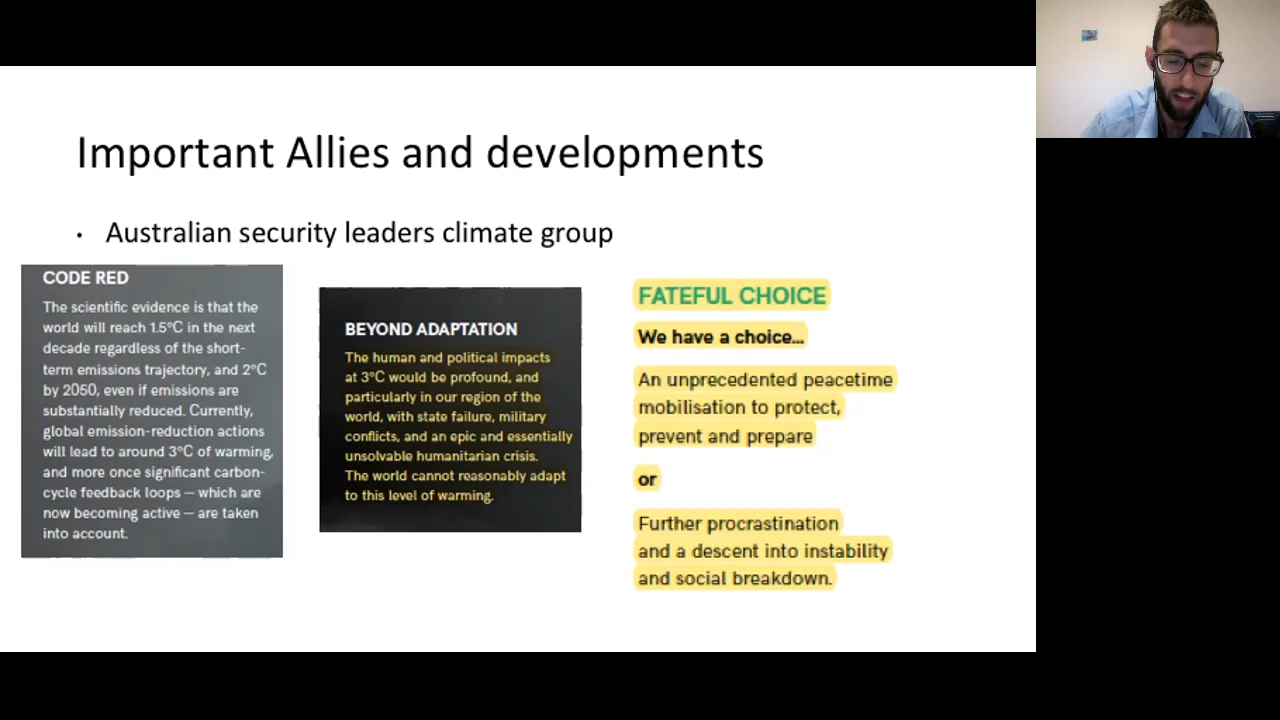 Important Allies and developments
• Australian security leaders climate group
CODE RED
The scientific evidence is that the
world will reach 1.5°C in the next
decade regardless of the short-
term emissions trajectory, and 2°C
by 2050, even if emissions are
substantially reduced. Currently,
global emission-reduction actions
will lead to around 3°C of warming,
and more once significant carbon-
cycle feedback loops — which are
now becoming active — are taken
into account.
BEYOND ADAPTATION
The human and political impacts
at 3°C would be profound, and
particularly in our region of the
world, with state failure, military
conflicts, and an epic and essentially
unsolvable humanitarian crisis.
The world cannot reasonably adapt
to this level of warming.
FATEFUL CHOICE
We have a choice...
An unprecedented peacetime
mobilisation to protect,
prevent and prepare
or
Further procrastination
and a descent into instability
and social breakdown.